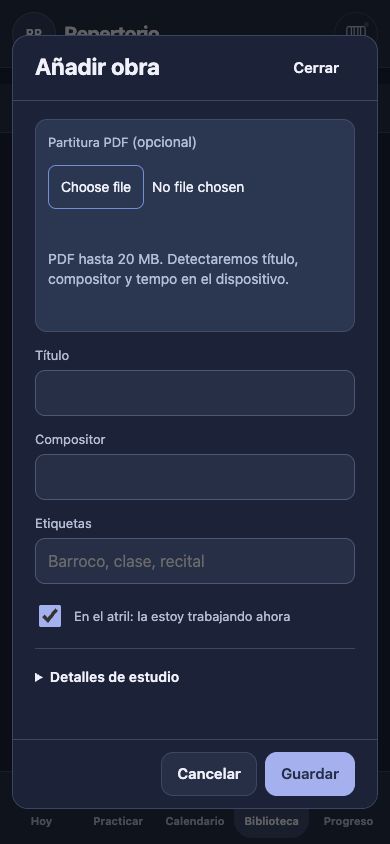 RR Repertorio
Añadir obra
Cerrar
Partitura PDF (opcional)
Choose file No file chosen
PDF hasta 20 MB. Detectaremos título,
compositor y tempo en el dispositivo.
Título
Compositor
Etiquetas
Barroco, clase, recital
En el atril: la estoy trabajando ahora
Detalles de estudio
Cancelar
Guardar
Hoy Practicar Calendario Biblioteca Progreso